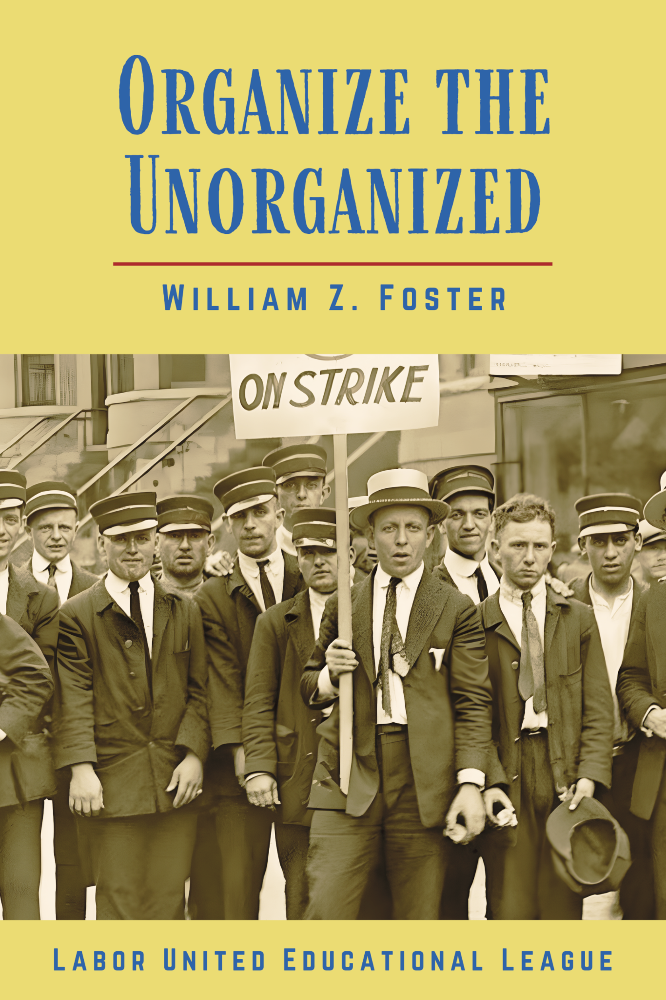 Organize the
Unorganized
William Z. Foster
ON STRIKE
Labor United Educational League